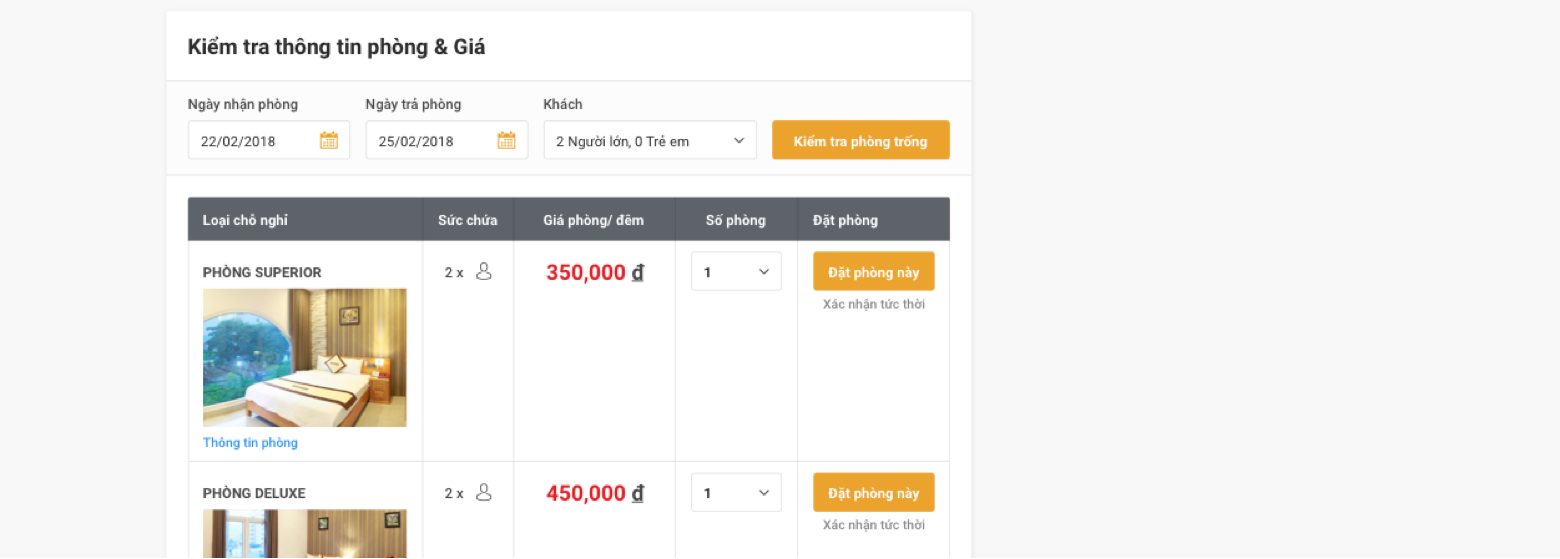 Kiểm tra thông tin phòng & Giá
Ngày nhận phòng Ngày trả phòng Khách
22/02/2018 25/02/2018 2 Người lớn, 0 Trẻ em Kiểm tra phòng trống
Loại chỗ nghỉ Sức chứa Giá phòng/ đêm Số phòng Đặt phòng
PHÒNG SUPERIOR 2 x 350,000 ₫ 1 Đặt phòng này
Xác nhận tức thời
Thông tin phòng
PHÒNG DELUXE 2 x 450,000 ₫ 1 Đặt phòng này
Xác nhận tức thời